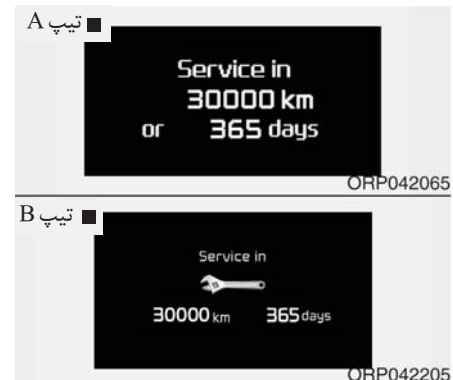 ■ تیپ A
Service in
30000 km
or 365 days
ORP042065
■ تیپ B
Service in
30000 km 365 days
ORP042205